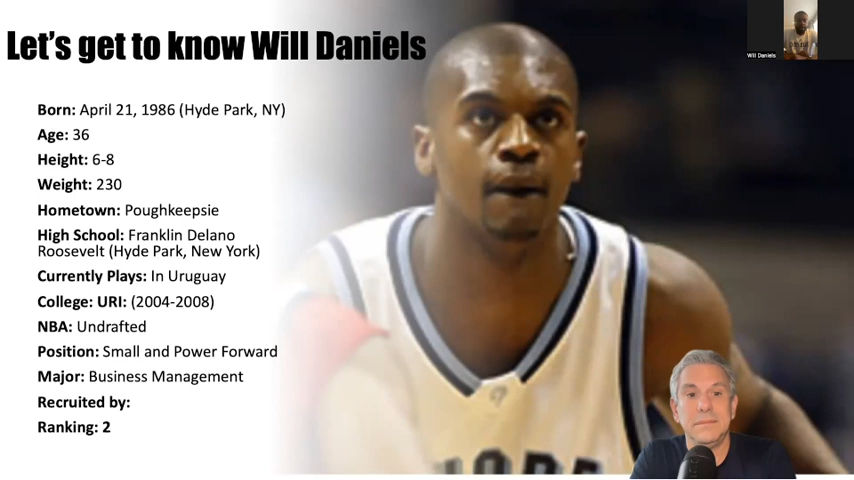 Let's get to know Will Daniels
Will Daniels
Born: April 21, 1986 (Hyde Park, NY)
Age: 36
Height: 6-8
Weight: 230
Hometown: Poughkeepsie
High School: Franklin Delano
Roosevelt (Hyde Park, New York)
Currently Plays: In Uruguay
College: URI: (2004-2008)
NBA: Undrafted
Position: Small and Power Forward
Major: Business Management
Recruited by:
Ranking: 2